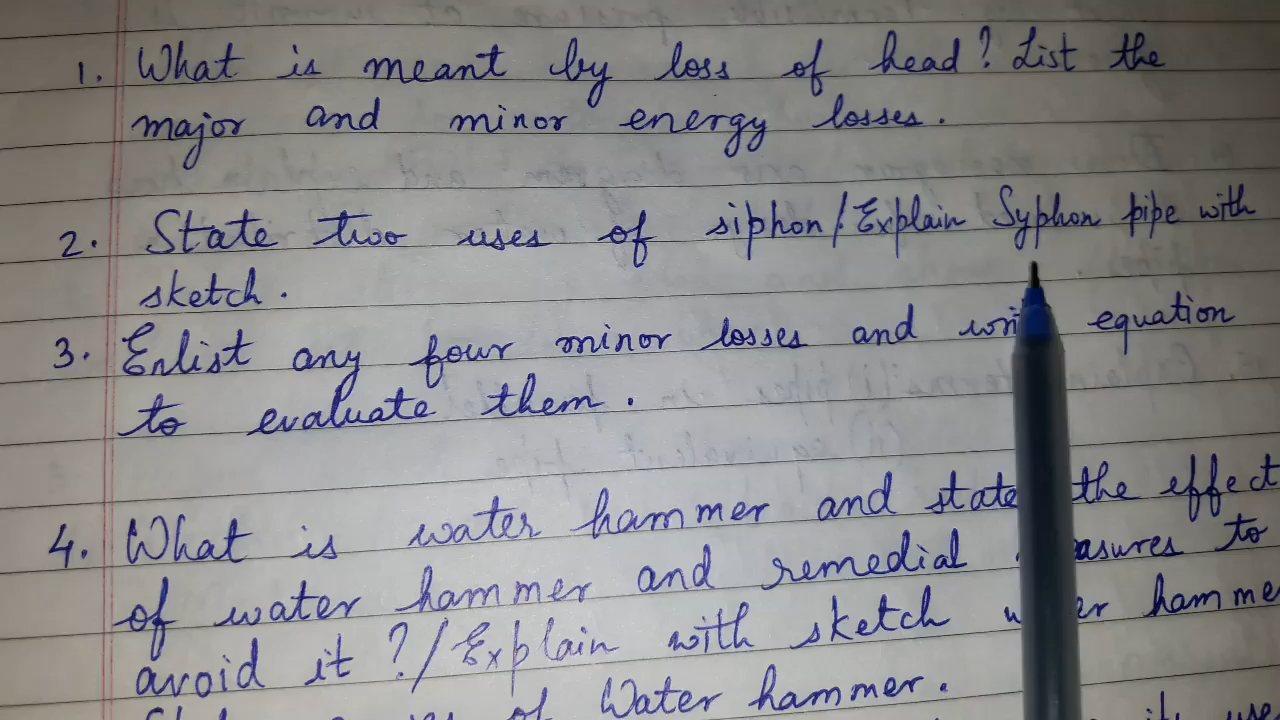 1. What is meant by loss of head? List the
major and minor energy losses.
2. State two uses of siphon/Explain Syphon pipe with
sketch.
3. Enlist any four minor losses and equation
to evaluate them.
4. What is water hammer and state the effect
of water hammer and remedial to
avoid it?/Explain with sketch
of Water hammer.